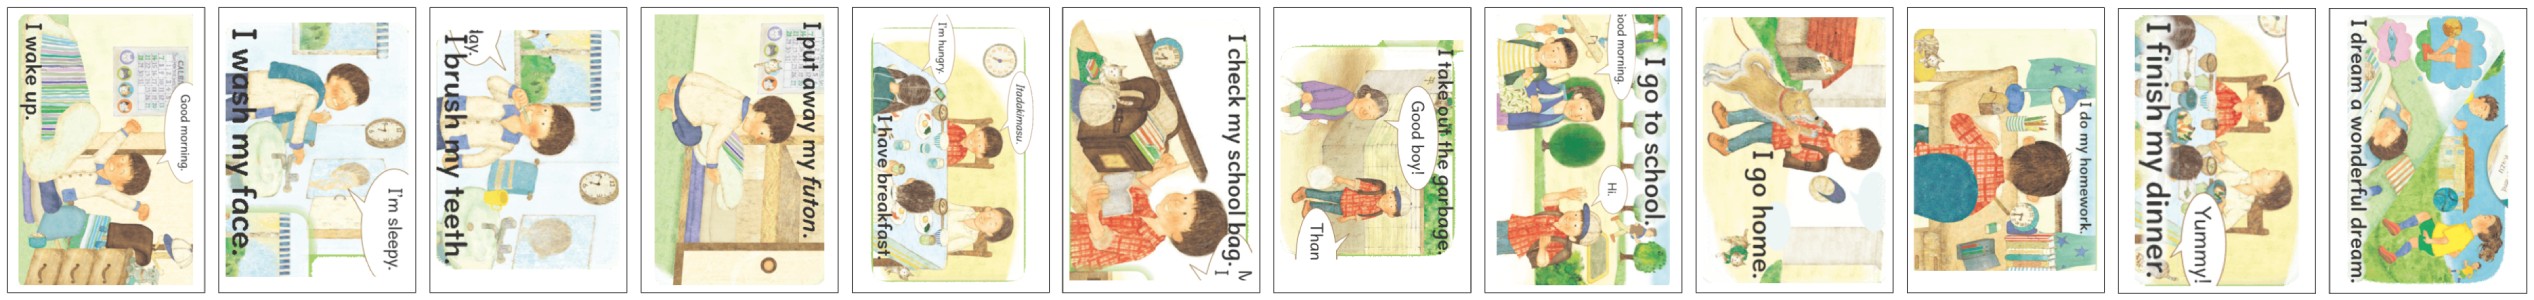 Good morning.
I wake up.
I'm sleepy.
I wash my face.
lay.
I brush my teeth.
I put away my futon.
Itadakimasu.
I'm hungry.
I have breakfast.
I check my school bag.
I
I take out the garbage.
Good boy!
Than
I go to school.
ood morning.
Hi.
I go home.
I do my homework.
Yummy!
I finish my dinner.
I dream a wonderful dream.